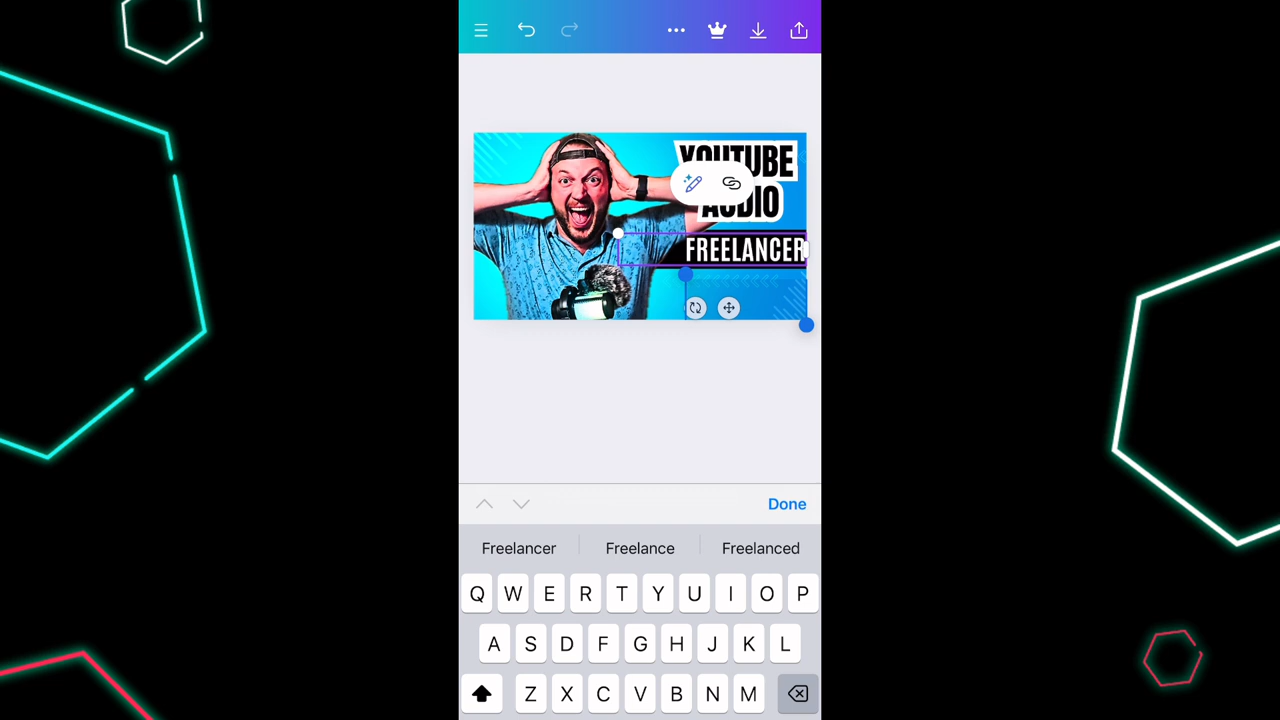 YOUTUBE
AUDIO
FREELANCER
Done
Freelancer Freelance Freelanced
Q W E R T Y U I O P
A S D F G H J K L
Z X C V B N M